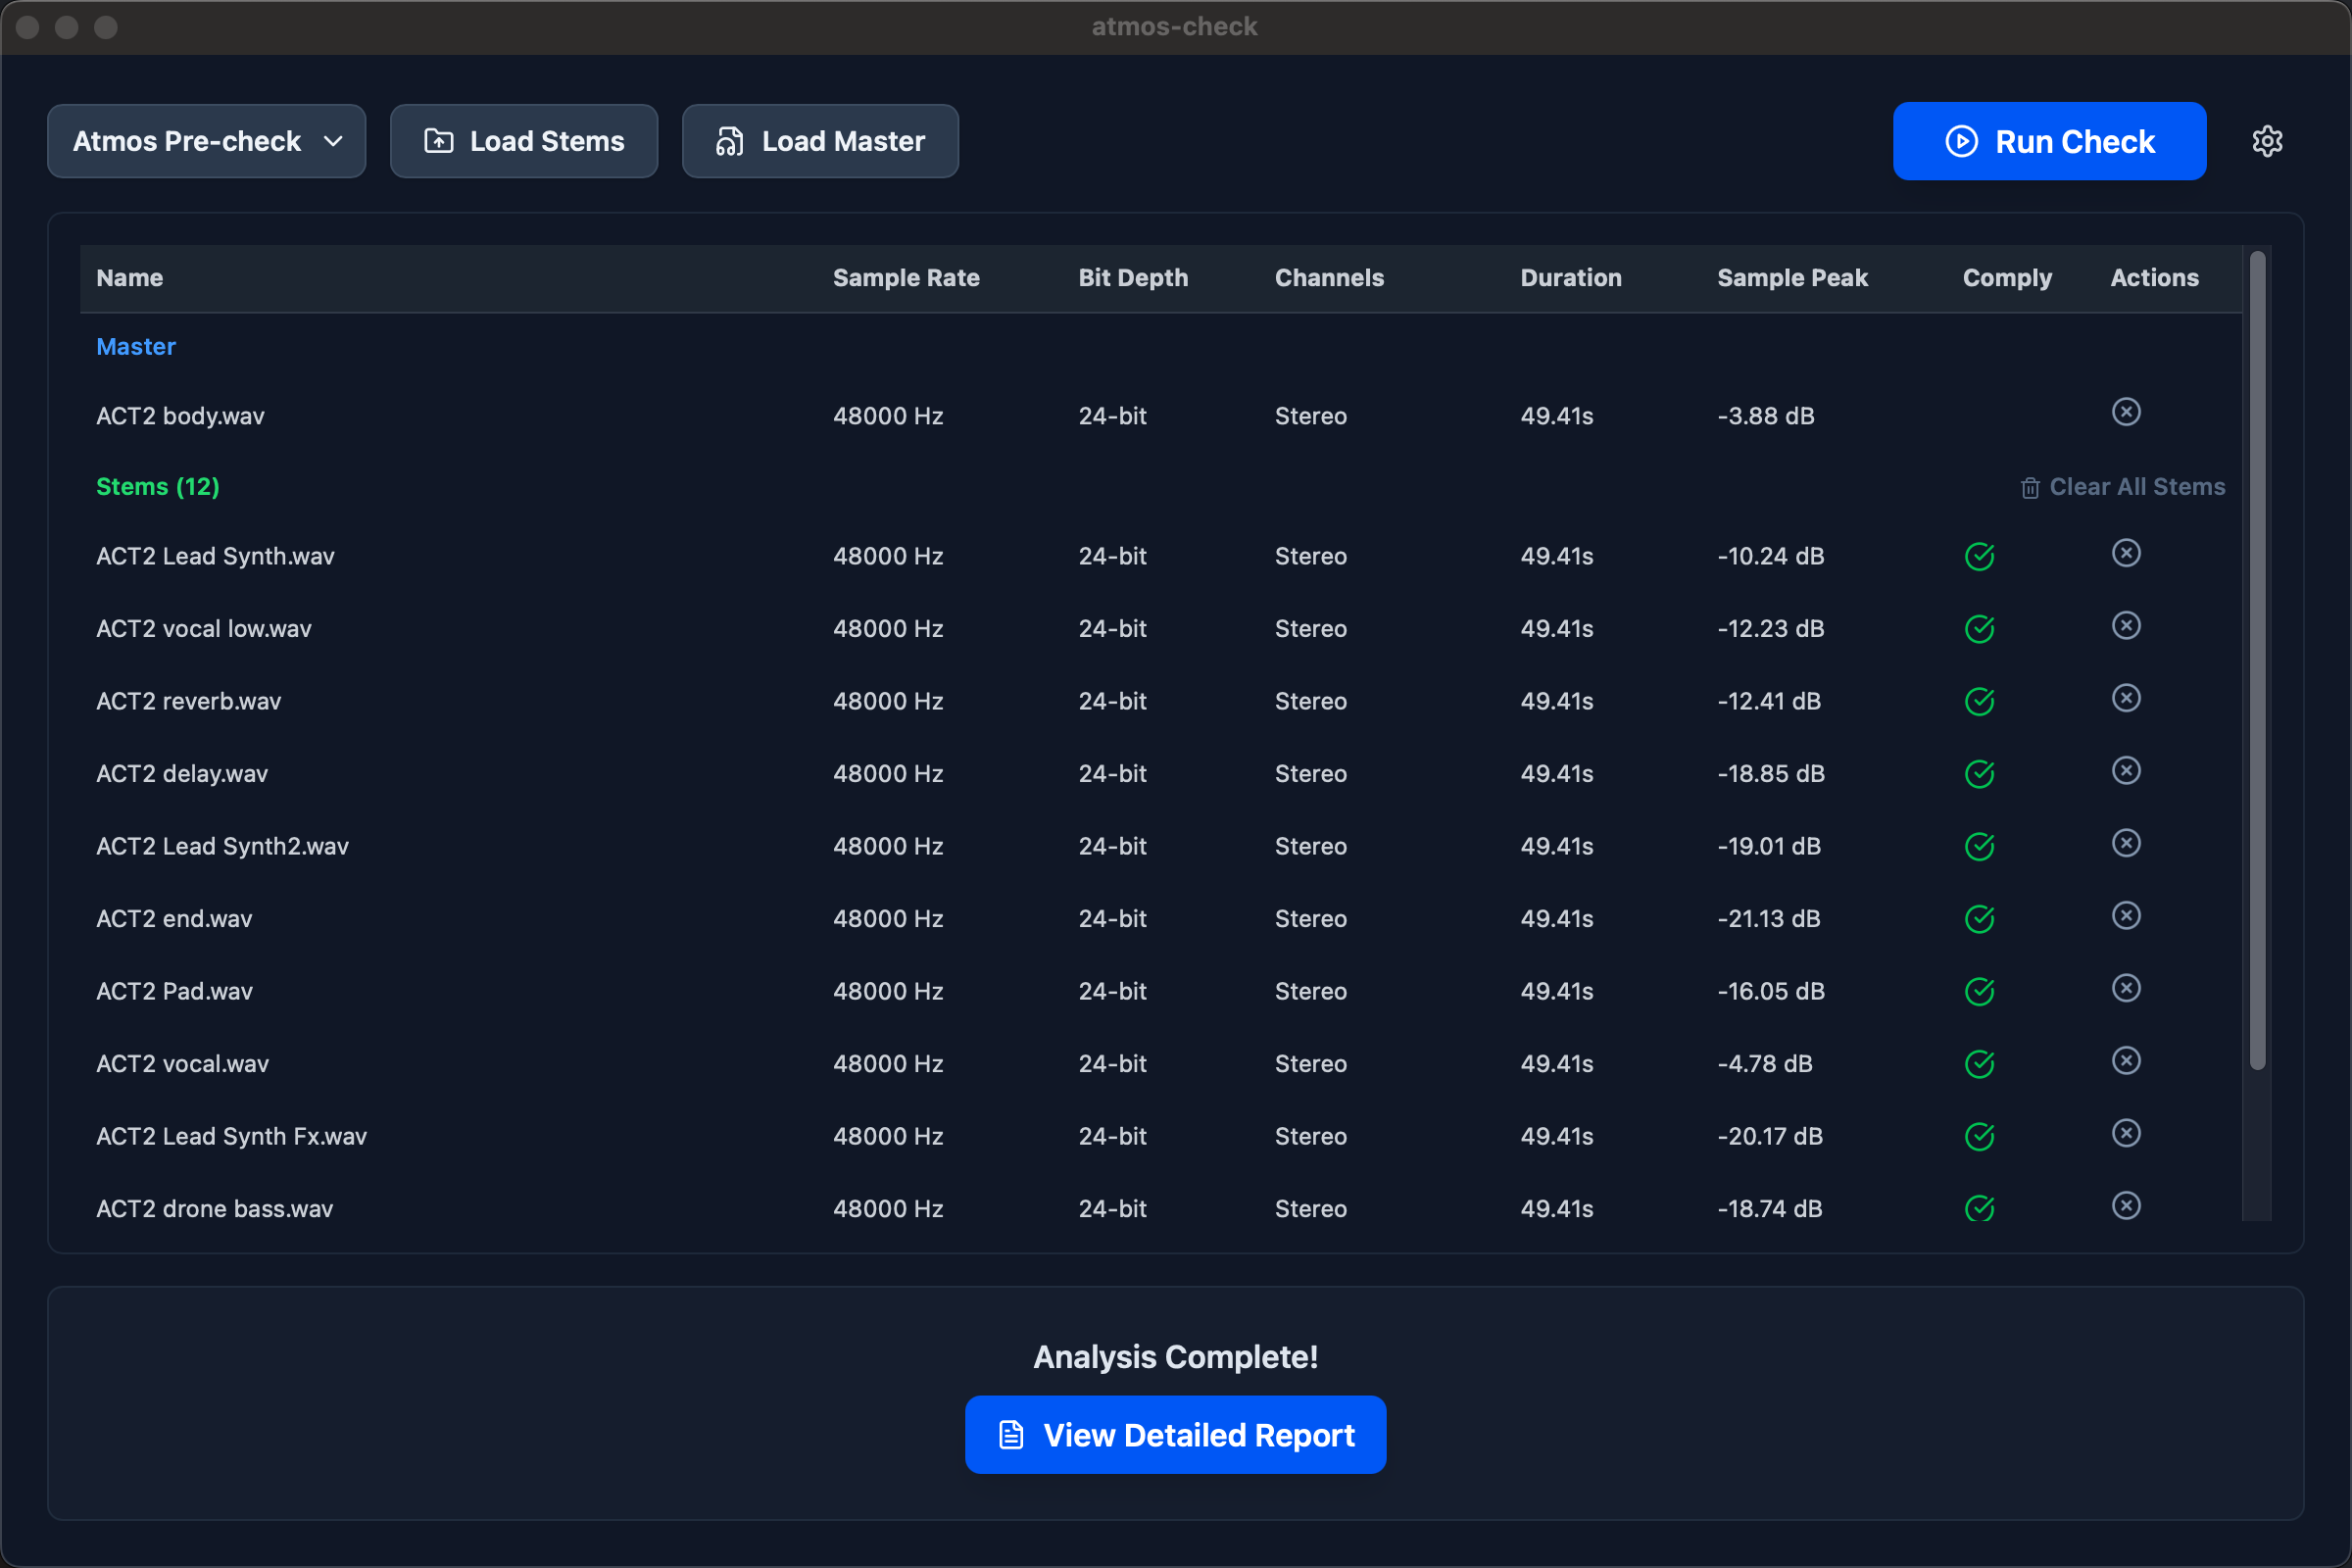 atmos-check
Atmos Pre-check Load Stems Load Master Run Check
Name Sample Rate Bit Depth Channels Duration Sample Peak Comply Actions
Master
ACT2 body.wav 48000 Hz 24-bit Stereo 49.41s -3.88 dB
Stems (12) Clear All Stems
ACT2 Lead Synth.wav 48000 Hz 24-bit Stereo 49.41s -10.24 dB
ACT2 vocal low.wav 48000 Hz 24-bit Stereo 49.41s -12.23 dB
ACT2 reverb.wav 48000 Hz 24-bit Stereo 49.41s -12.41 dB
ACT2 delay.wav 48000 Hz 24-bit Stereo 49.41s -18.85 dB
ACT2 Lead Synth2.wav 48000 Hz 24-bit Stereo 49.41s -19.01 dB
ACT2 end.wav 48000 Hz 24-bit Stereo 49.41s -21.13 dB
ACT2 Pad.wav 48000 Hz 24-bit Stereo 49.41s -16.05 dB
ACT2 vocal.wav 48000 Hz 24-bit Stereo 49.41s -4.78 dB
ACT2 Lead Synth Fx.wav 48000 Hz 24-bit Stereo 49.41s -20.17 dB
ACT2 drone bass.wav 48000 Hz 24-bit Stereo 49.41s -18.74 dB
Analysis Complete!
View Detailed Report